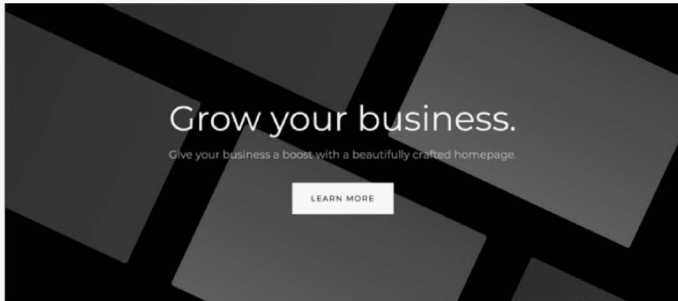 Grow your business.
Give your business a boost with a beautifully crafted homepage.
LEARN MORE